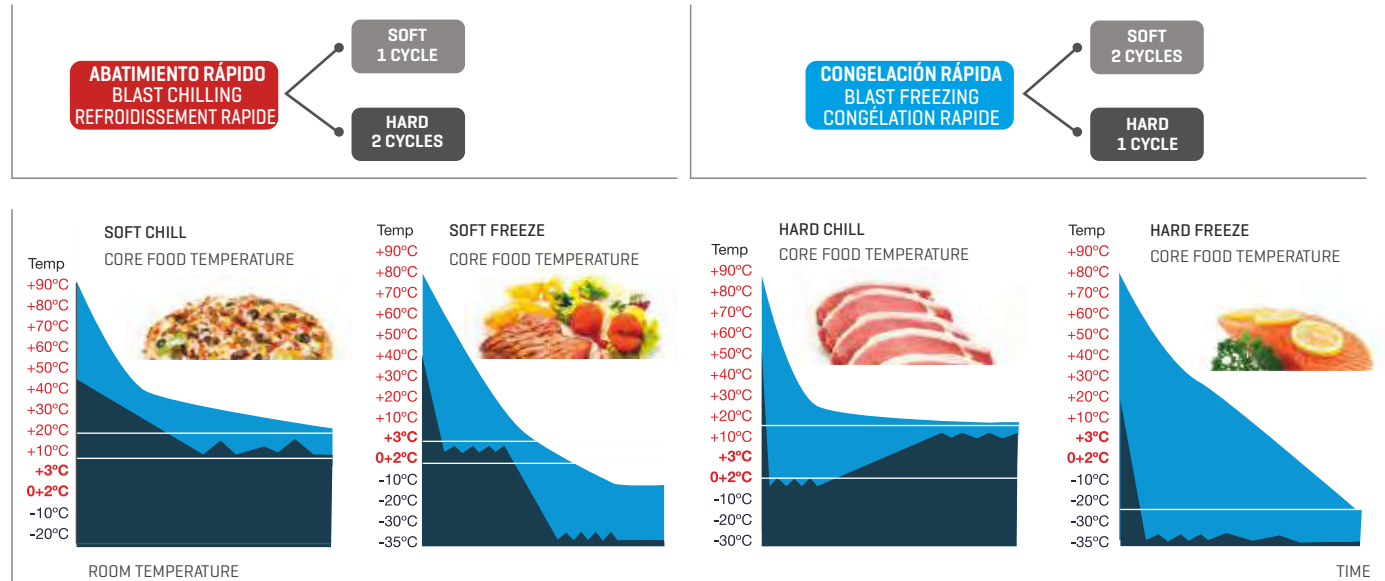 ABATIMIENTO RÁPIDO
BLAST CHILLING
REFROIDISSEMENT RAPIDE
SOFT
1 CYCLE
HARD
2 CYCLES
CONGELACIÓN RÁPIDA
BLAST FREEZING
CONGÉLATION RAPIDE
SOFT
2 CYCLES
HARD
1 CYCLE
SOFT CHILL
CORE FOOD TEMPERATURE
Temp
+90ºC
+80ºC
+70ºC
+60ºC
+50ºC
+40ºC
+30ºC
+20ºC
+10ºC
+3ºC
0+2ºC
-10ºC
-20ºC
SOFT FREEZE
CORE FOOD TEMPERATURE
Temp
+90ºC
+80ºC
+70ºC
+60ºC
+50ºC
+40ºC
+30ºC
+20ºC
+10ºC
+3ºC
0+2ºC
-10ºC
-20ºC
-30ºC
-35ºC
HARD CHILL
CORE FOOD TEMPERATURE
Temp
+90ºC
+80ºC
+70ºC
+60ºC
+50ºC
+40ºC
+30ºC
+20ºC
+10ºC
+3ºC
0+2ºC
-10ºC
-20ºC
-30ºC
HARD FREEZE
CORE FOOD TEMPERATURE
Temp
+90ºC
+80ºC
+70ºC
+60ºC
+50ºC
+40ºC
+30ºC
+20ºC
+10ºC
+3ºC
0+2ºC
-10ºC
-20ºC
-30ºC
-35ºC
ROOM TEMPERATURE
TIME